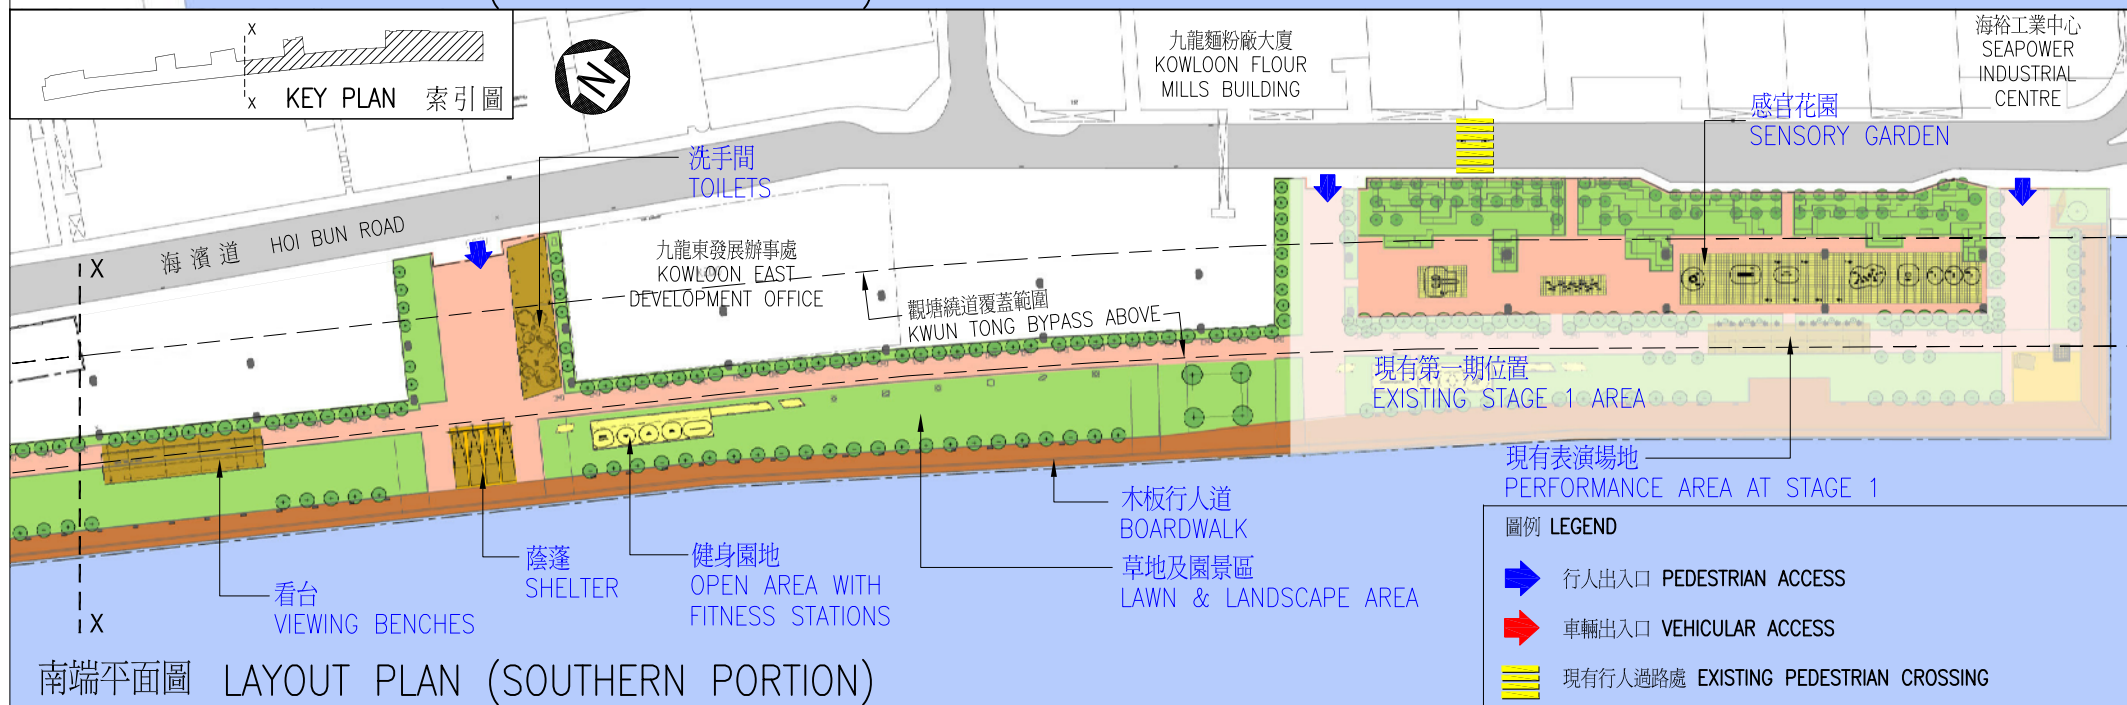 X
X
KEY PLAN 索引圖
N
九龍麵粉廠大廈
KOWLOON FLOUR
MILLS BUILDING
海裕工業中心
SEAPOWER
INDUSTRIAL
CENTRE
感官花園
SENSORY GARDEN
洗手間
TOILETS
海濱道 HOI BUN ROAD
九龍東發展辦事處
KOWLOON EAST
DEVELOPMENT OFFICE
觀塘繞道覆蓋範圍
KWUN TONG BYPASS ABOVE
X
現有第一期位置
EXISTING STAGE 1 AREA
現有表演場地
PERFORMANCE AREA AT STAGE 1
木板行人道
BOARDWALK
草地及園景區
LAWN & LANDSCAPE AREA
健身園地
OPEN AREA WITH
FITNESS STATIONS
蔭蓬
SHELTER
看台
VIEWING BENCHES
X
南端平面圖 LAYOUT PLAN (SOUTHERN PORTION)
圖例 LEGEND
行人出入口 PEDESTRIAN ACCESS
車輛出入口 VEHICULAR ACCESS
現有行人過路處 EXISTING PEDESTRIAN CROSSING